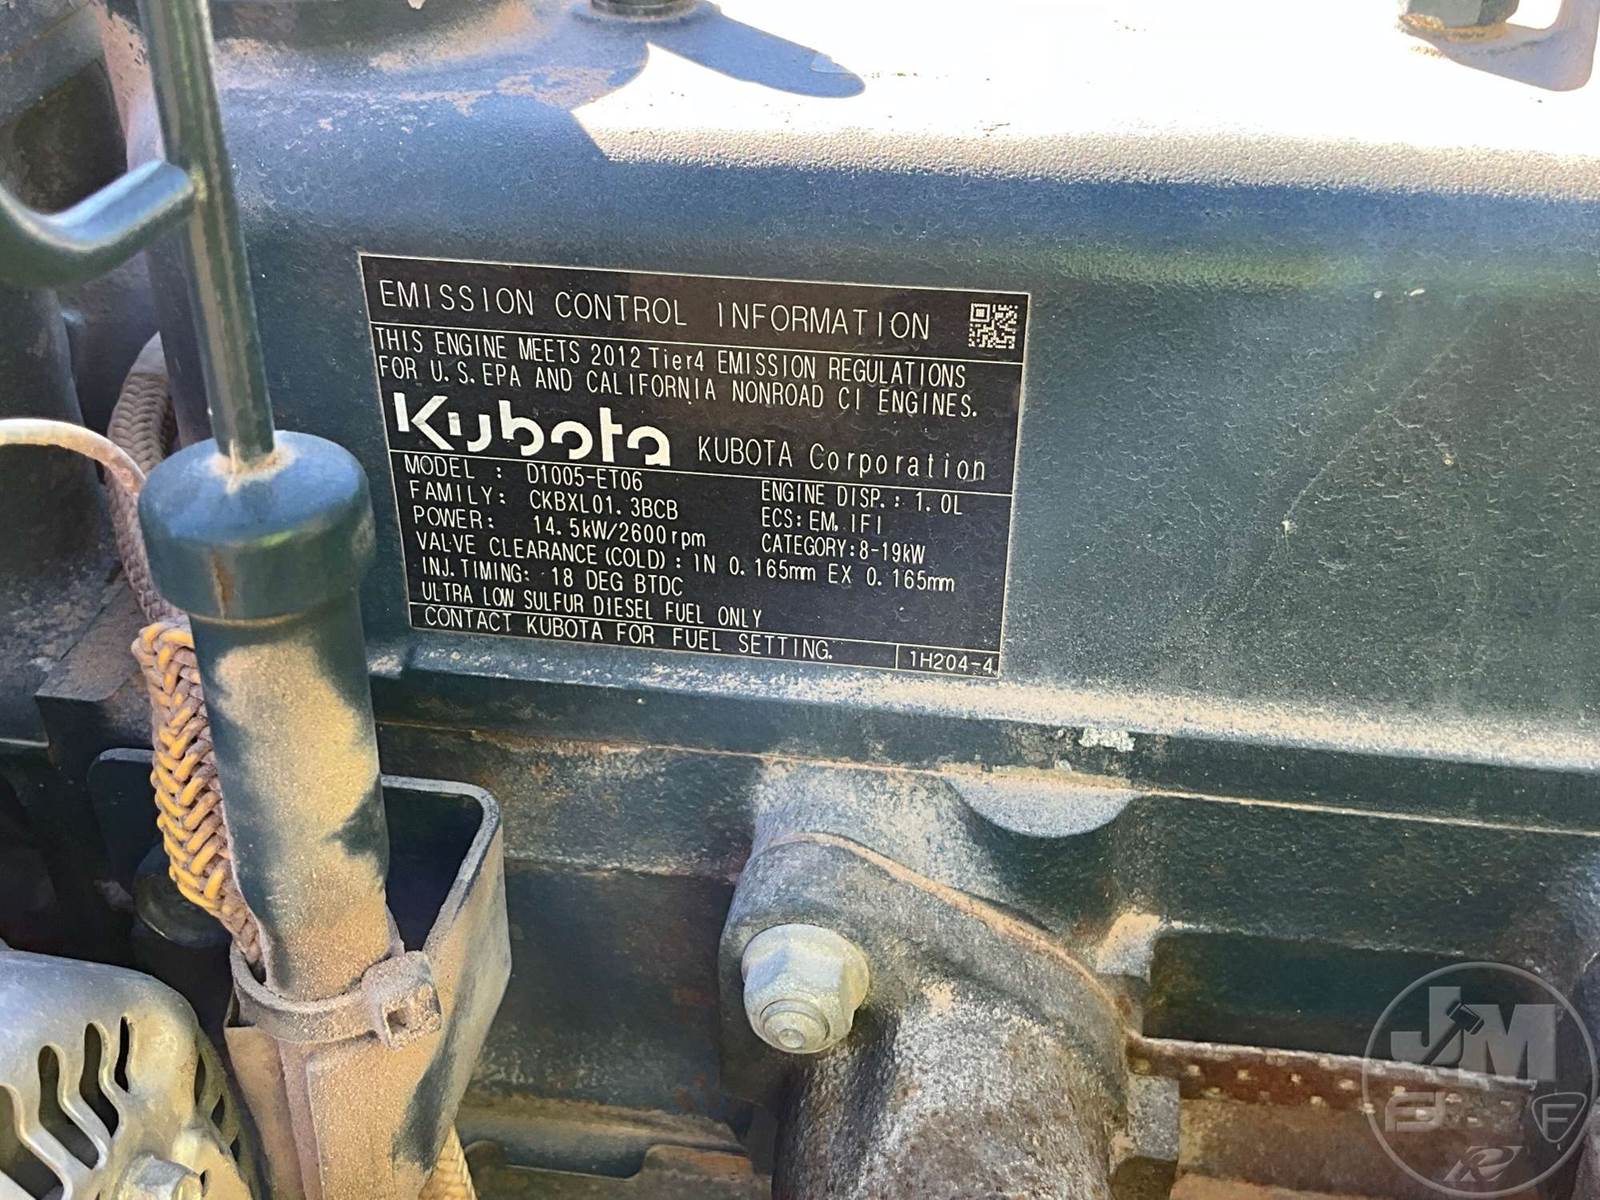 EMISSION CONTROL INFORMATION
THIS ENGINE MEETS 2012 Tier4 EMISSION REGULATIONS
FOR U.S.EPA AND CALIFORNIA NONROAD CI ENGINES.
Kubota KUBOTA Corporation
MODEL : D1005-ET06 ENGINE DISP.: 1.0L
FAMILY: CKBXL01.3BCB ECS: EM, IFI
POWER: 14.5kW/2600rpm CATEGORY:8-19kW
VALVE CLEARANCE(COLD): IN 0.165mm EX 0.165mm
INJ.TIMING: 18 DEG BTDC
ULTRA LOW SULFUR DIESEL FUEL ONLY
CONTACT KUBOTA FOR FUEL SETTING.
1H204-4
JM